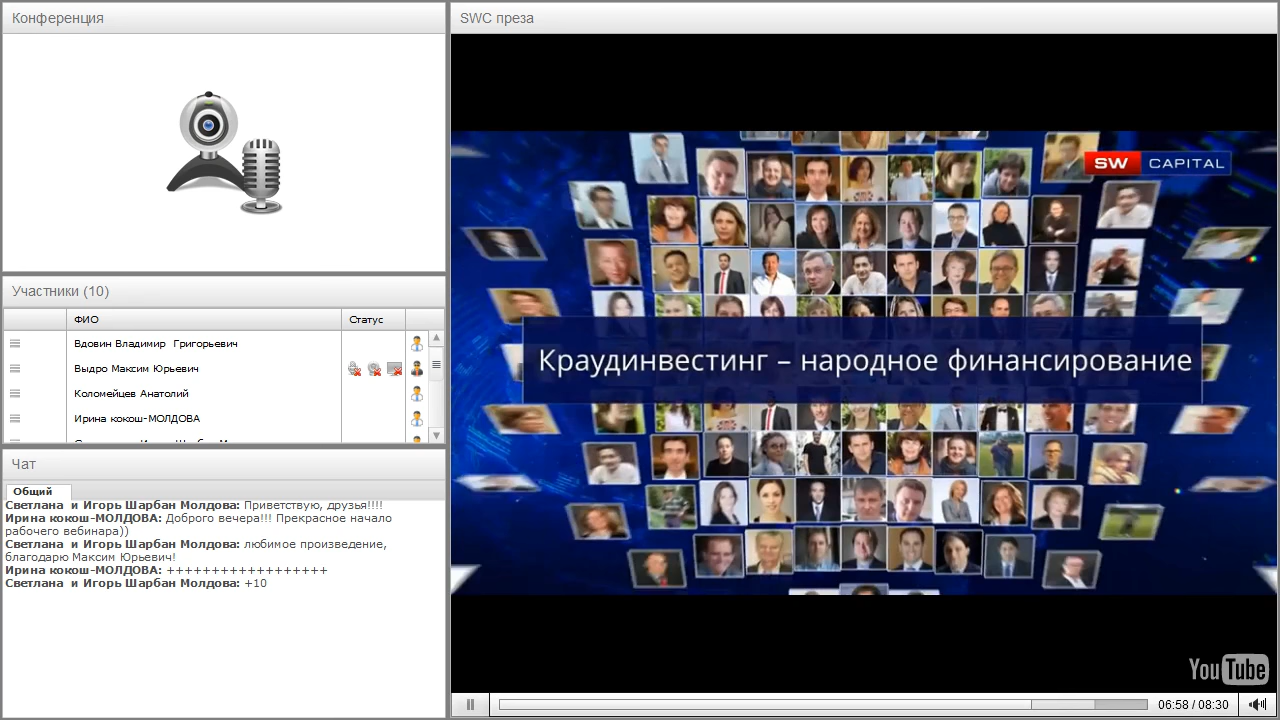 Конференция
SWC преза
SW CAPITAL
Краудинвестинг – народное финансирование
Участники (10)
ФИО Статус
Вдовин Владимир Григорьевич
Выдро Максим Юрьевич
Коломейцев Анатолий
Ирина кокош-МОЛДОВА
Чат
Общий
Светлана и Игорь Шарбан Молдова: Приветствую, друзья!!!!
Ирина кокош-МОЛДОВА: Доброго вечера!!! Прекрасное начало
рабочего вебинара))
Светлана и Игорь Шарбан Молдова: любимое произведение,
благодарю Максим Юрьевич!
Ирина кокош-МОЛДОВА: ++++++++++++++++++
Светлана и Игорь Шарбан Молдова: +10
YouTube
06:58 / 08:30